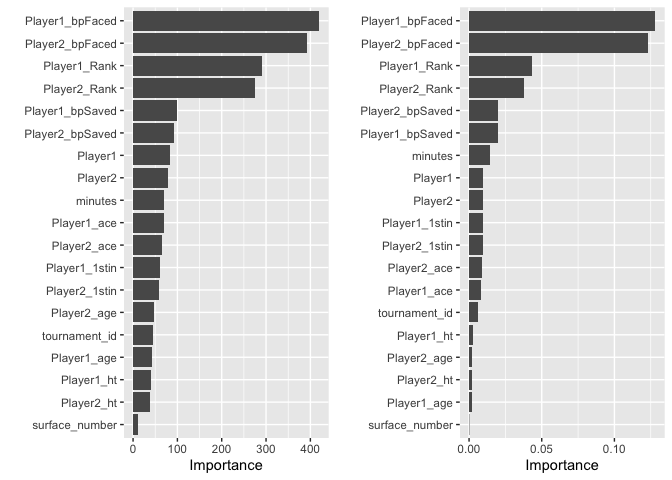 Player1_bpFaced
Player2_bpFaced
Player1_Rank
Player2_Rank
Player1_bpSaved
Player2_bpSaved
Player1
Player2
minutes
Player1_ace
Player2_ace
Player1_1stin
Player2_1stin
Player2_age
tournament_id
Player1_age
Player1_ht
Player2_ht
surface_number
0 100 200 300 400
Importance
Player1_bpFaced
Player2_bpFaced
Player1_Rank
Player2_Rank
Player2_bpSaved
Player1_bpSaved
minutes
Player1
Player2
Player1_1stin
Player2_1stin
Player2_ace
Player1_ace
tournament_id
Player1_ht
Player2_age
Player2_ht
Player1_age
surface_number
0.00 0.05 0.10
Importance